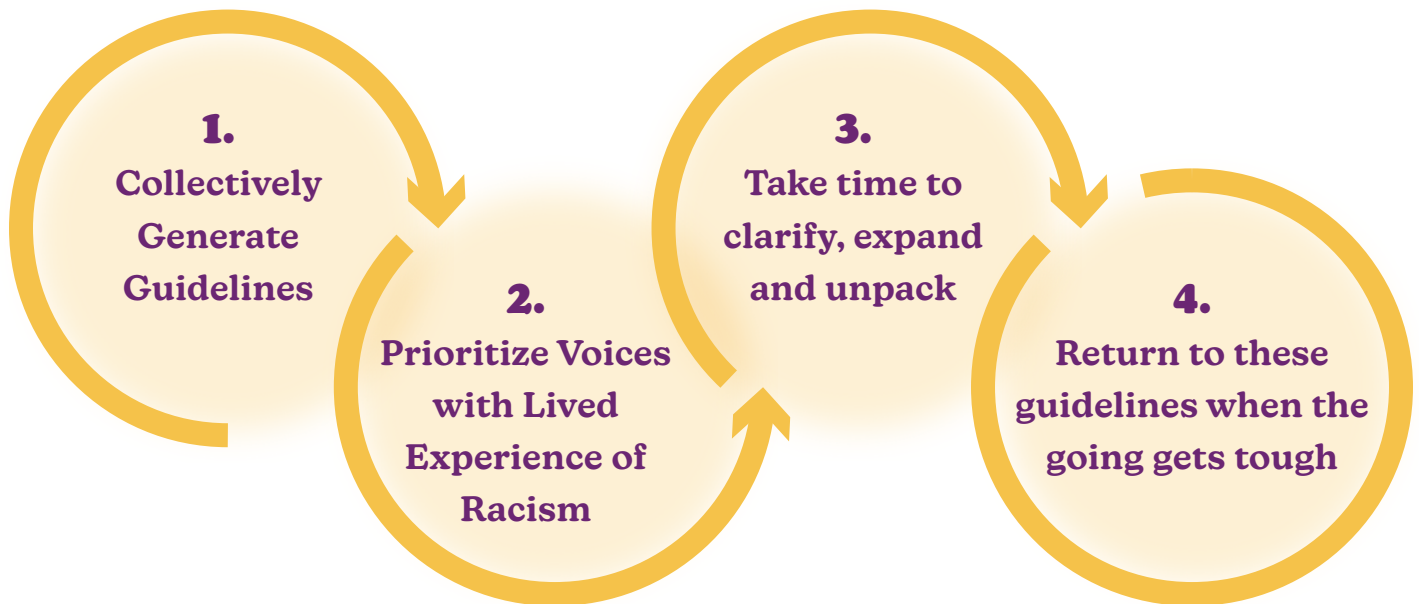 1.
Collectively
Generate
Guidelines
2.
Prioritize Voices
with Lived
Experience of
Racism
3.
Take time to
clarify, expand
and unpack
4.
Return to these
guidelines when the
going gets tough